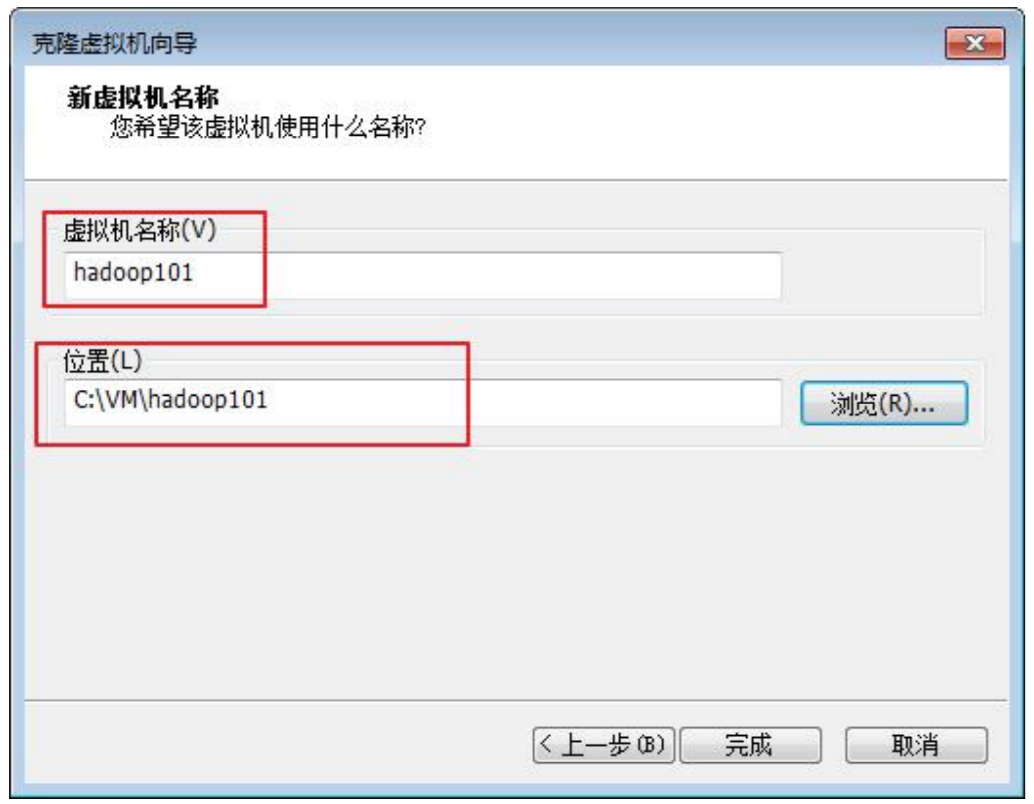 克隆虚拟机向导
新虚拟机名称
您希望该虚拟机使用什么名称?
虚拟机名称(V)
hadoop101
位置(L)
C:\VM\hadoop101
浏览(R)...
< 上一步(B)
完成
取消